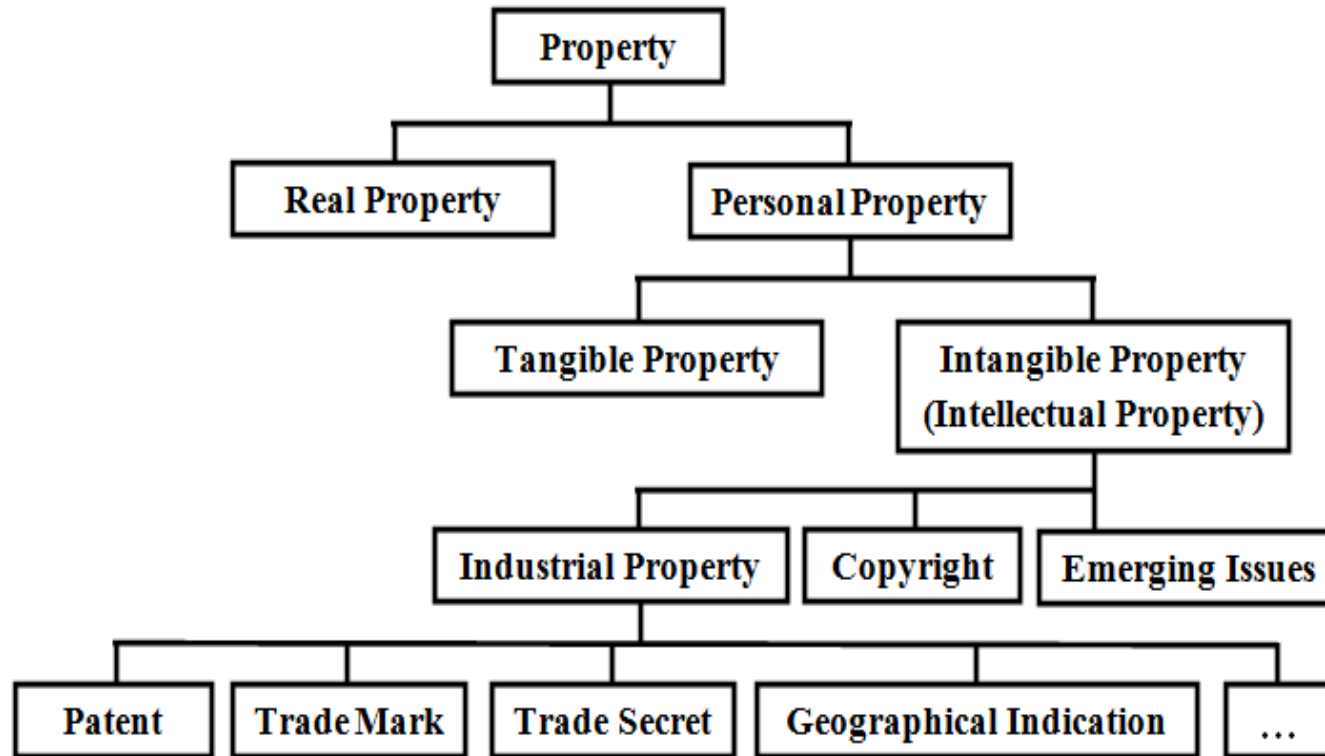 Property
Real Property
Personal Property
Tangible Property
Intangible Property
(Intellectual Property)
Industrial Property
Copyright
Emerging Issues
Patent
Trade Mark
Trade Secret
Geographical Indication
...